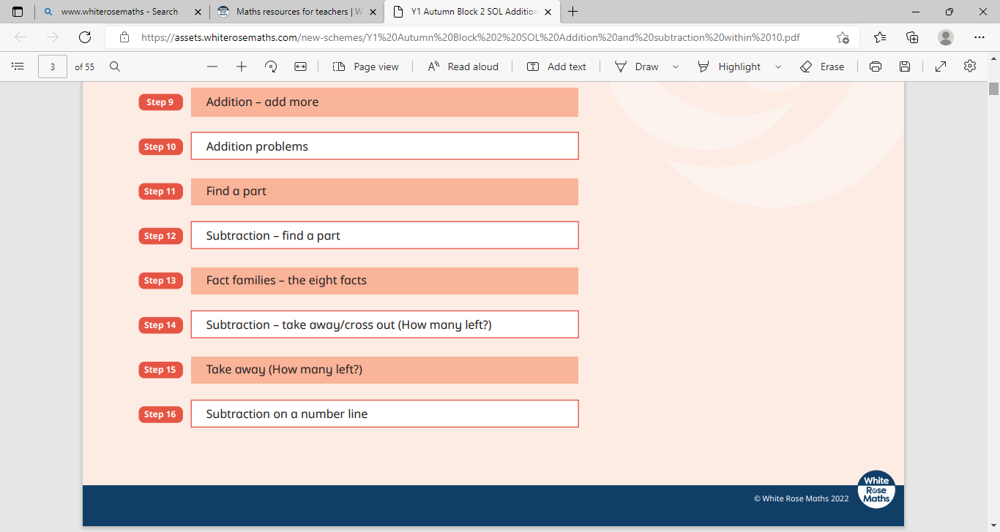 www.whiterosemaths - Search
Maths resources for teachers | W
Y1 Autumn Block 2 SOL Addition
https://assets.whiterosemaths.com/new-schemes/Y1%20Autumn%20Block%202%20SOL%20Addition%20and%20subtraction%20within%2010.pdf
3 of 55 Page view Read aloud Add text Draw Highlight Erase
Step 9 Addition – add more
Step 10 Addition problems
Step 11 Find a part
Step 12 Subtraction – find a part
Step 13 Fact families – the eight facts
Step 14 Subtraction – take away/cross out (How many left?)
Step 15 Take away (How many left?)
Step 16 Subtraction on a number line
© White Rose Maths 2022
White
Rose
Maths